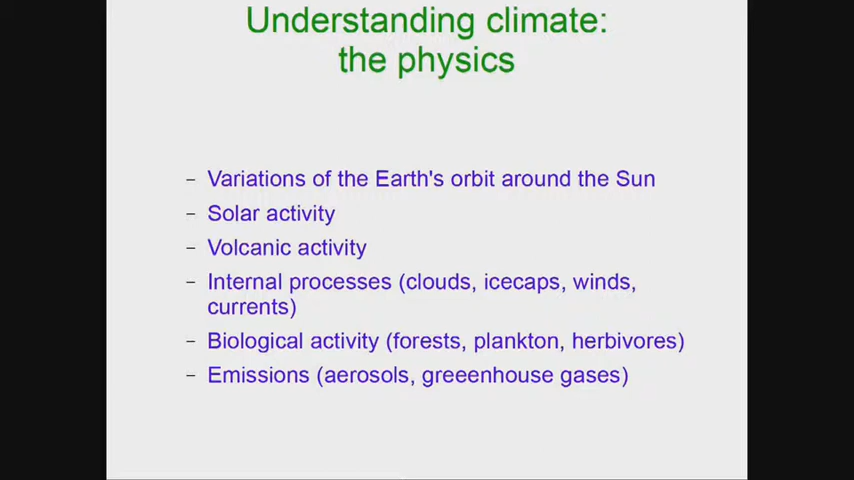 Understanding climate:
the physics
– Variations of the Earth's orbit around the Sun
– Solar activity
– Volcanic activity
– Internal processes (clouds, icecaps, winds,
currents)
– Biological activity (forests, plankton, herbivores)
– Emissions (aerosols, greeenhouse gases)